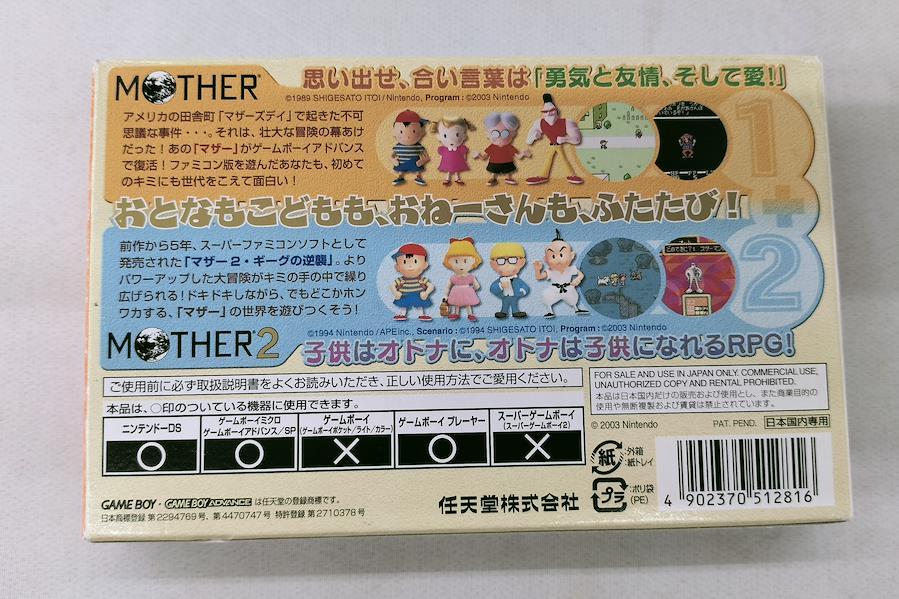 MOTHER®
思い出せ、合い言葉は「勇気と友情、そして愛!」
©1989 SHIGESATO ITOI / Nintendo, Program : ©2003 Nintendo
アメリカの田舎町「マザーズデイ」で起きた不可
思議な事件・・・。それは、壮大な冒険の幕あけ
だった!あの「マザー」がゲームボーイアドバンス
で復活!ファミコン版を遊んだあなたも、初めて
のキミにも世代をこえて面白い!
1+2
おとなもこどもも、おねーさんも、ふたたび!
前作から5年、スーパーファミコンソフトとして
発売された「マザー2・ギーグの逆襲」。より
パワーアップした大冒険がキミの手の中で繰り
広げられる!ドキドキしながら、でもどこかホン
ワカする、「マザー」の世界を遊びつくそう!
©1994 Nintendo / APE inc., Scenario : ©1994 SHIGESATO ITOI, Program : ©2003 Nintendo
MOTHER®2
子供はオトナに、オトナは子供になれるRPG!
ご使用前に必ず取扱説明書をよくお読みいただき、正しい使用方法でご愛用ください。
本品は、○印のついている機器に使用できます。
ニンテンドーDS
ゲームボーイミクロ
ゲームボーイアドバンス/SP
ゲームボーイ
(ゲームボーイポケット/ライト/カラー)
ゲームボーイ プレーヤー
スーパーゲームボーイ
(スーパーゲームボーイ2)
○ ○ × ○ ×
FOR SALE AND USE IN JAPAN ONLY. COMMERCIAL USE,
UNAUTHORIZED COPY AND RENTAL PROHIBITED.
本品は日本国内だけの販売および使用とし、また商業目的の
使用や無断複製および賃貸は禁止されています。
© 2003 Nintendo
PAT. PEND.
日本国内専用
GAME BOY・GAME BOY ADVANCE は任天堂の登録商標です。
日本商標登録 第2294769号、第4470747号 特許登録 第2710378号
任天堂株式会社
紙
:外箱
:紙トレイ
プラ
:ポリ袋
(PE)
4 902370 512816